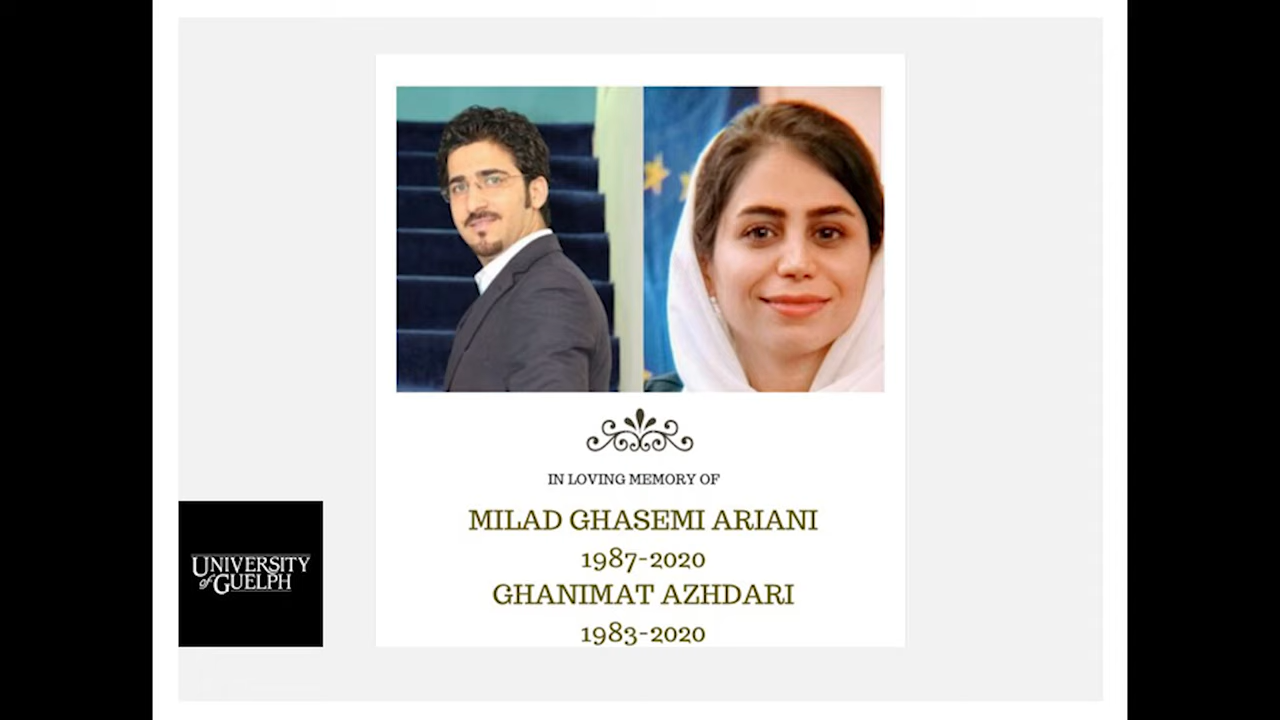 IN LOVING MEMORY OF
MILAD GHASEMI ARIANI
1987-2020
GHANIMAT AZHDARI
1983-2020
UNIVERSITY
of GUELPH